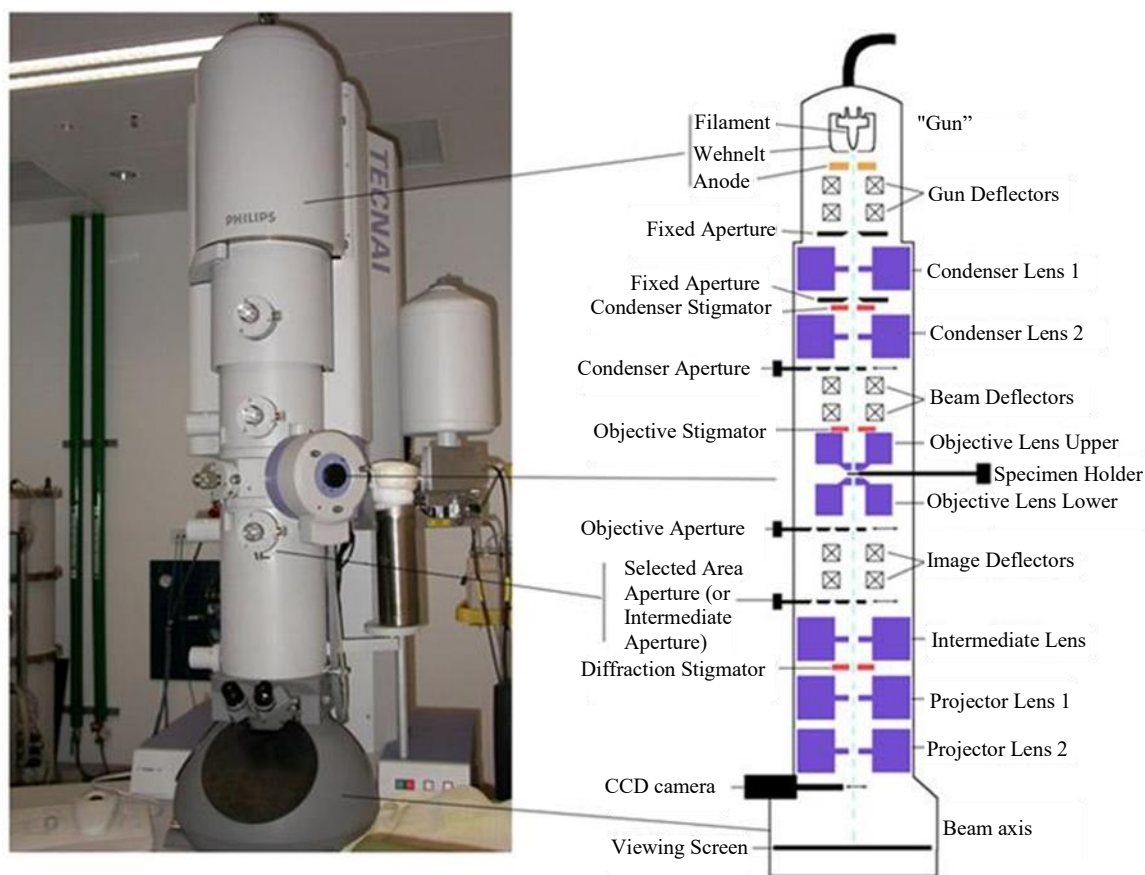 PHILIPS
TECNAI
Filament
Wehnelt
Anode
"Gun”
Gun Deflectors
Fixed Aperture
Condenser Lens 1
Fixed Aperture
Condenser Stigmator
Condenser Lens 2
Condenser Aperture
Beam Deflectors
Objective Stigmator
Objective Lens Upper
Specimen Holder
Objective Lens Lower
Objective Aperture
Image Deflectors
Selected Area
Aperture (or
Intermediate
Aperture)
Intermediate Lens
Diffraction Stigmator
Projector Lens 1
Projector Lens 2
CCD camera
Beam axis
Viewing Screen